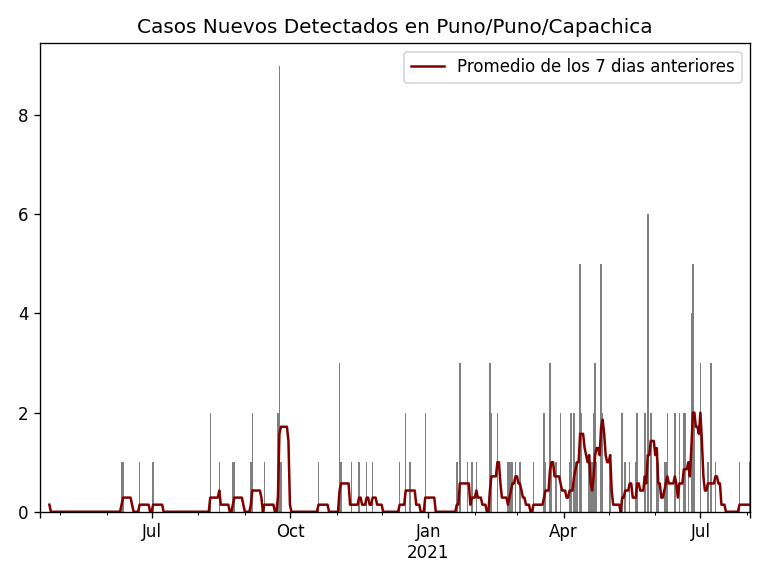 Casos Nuevos Detectados en Puno/Puno/Capachica
Promedio de los 7 dias anteriores
8
6
4
2
0
Jul
Oct
Jan
2021
Apr
Jul